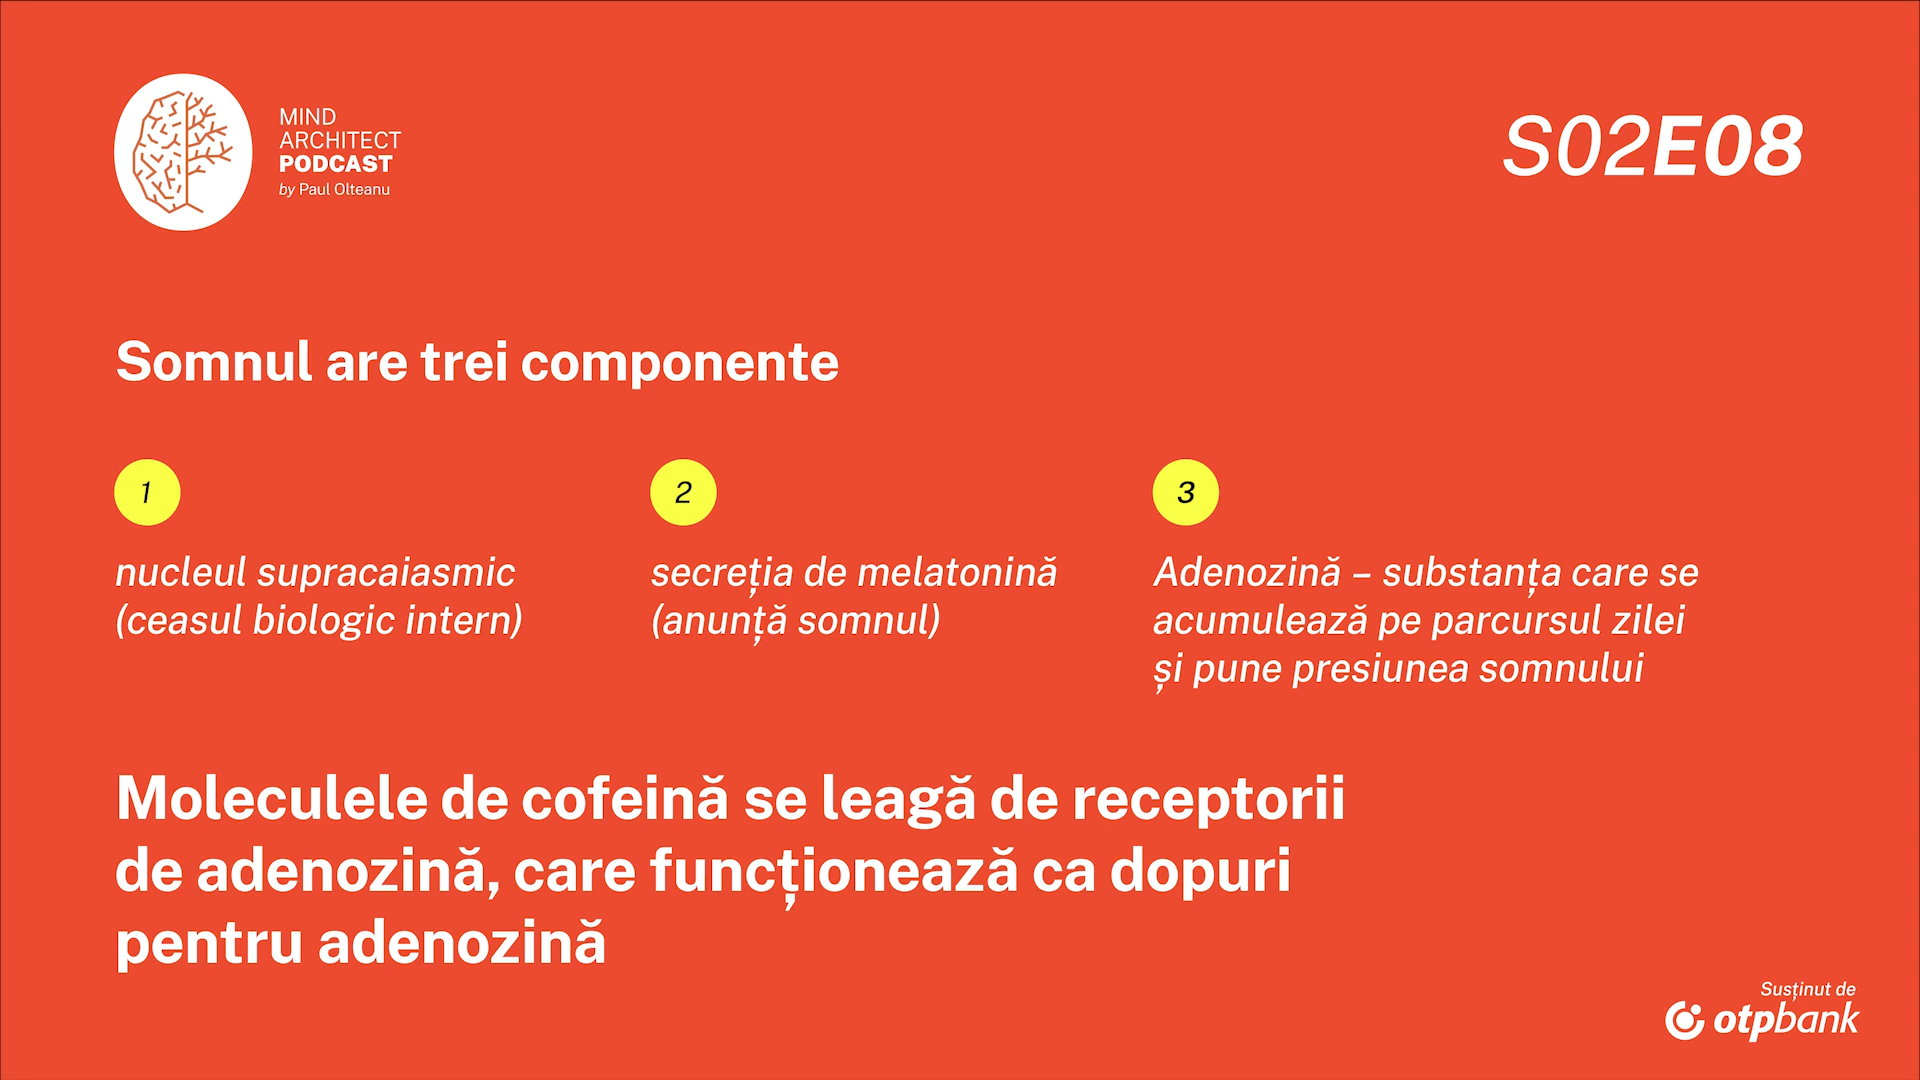 MIND
ARCHITECT
PODCAST
by Paul Olteanu
S02E08
Somnul are trei componente
1
nucleul supracaiasmic
(ceasul biologic intern)
2
secreția de melatonină
(anunță somnul)
3
Adenozină – substanța care se
acumulează pe parcursul zilei
și pune presiunea somnului
Moleculele de cofeină se leagă de receptorii
de adenozină, care funcționează ca dopuri
pentru adenozină
Susținut de
otpbank